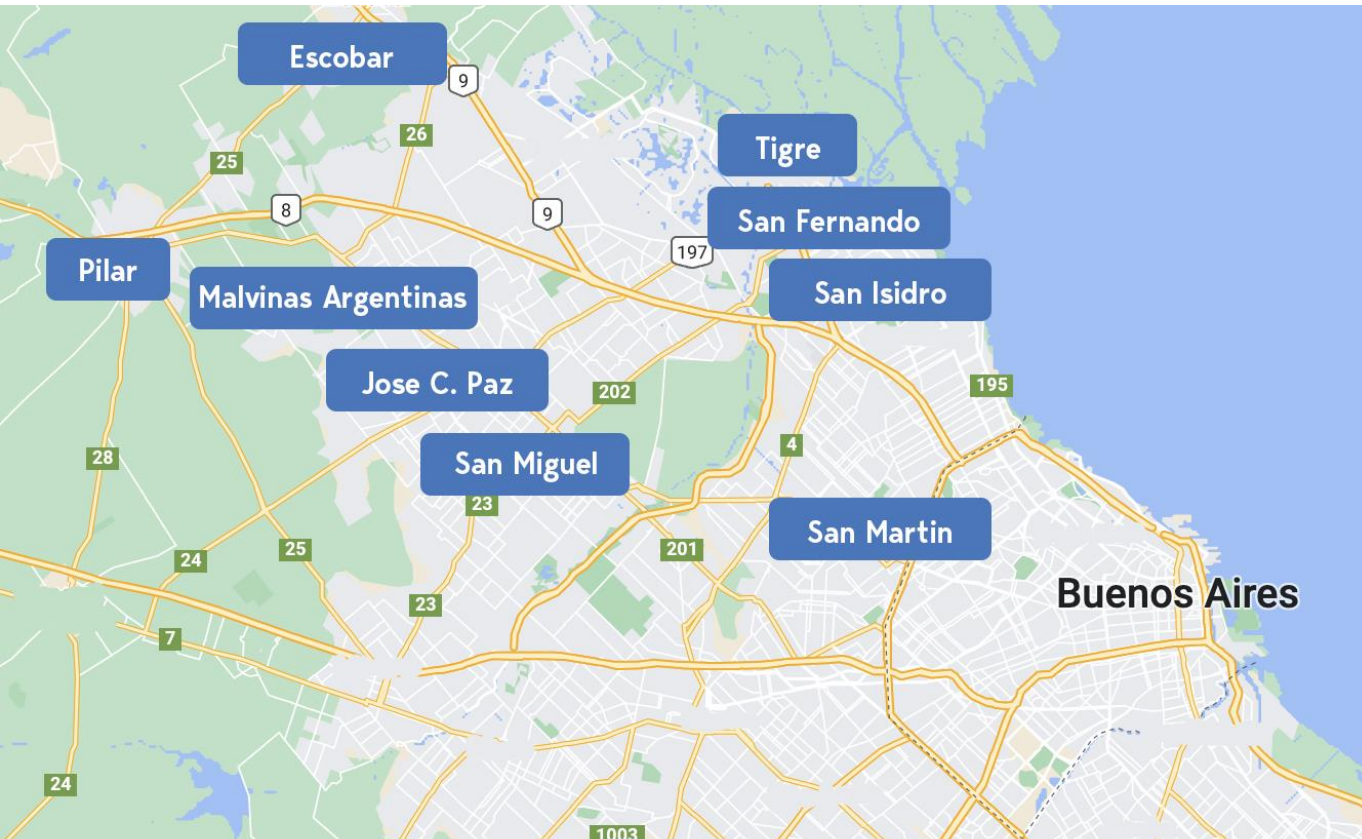 Escobar
9
26
Tigre
25
8
9
San Fernando
197
Pilar
Malvinas Argentinas
San Isidro
Jose C. Paz
202
195
28
San Miguel
4
23
24
25
201
San Martin
23
Buenos Aires
7
24
1003